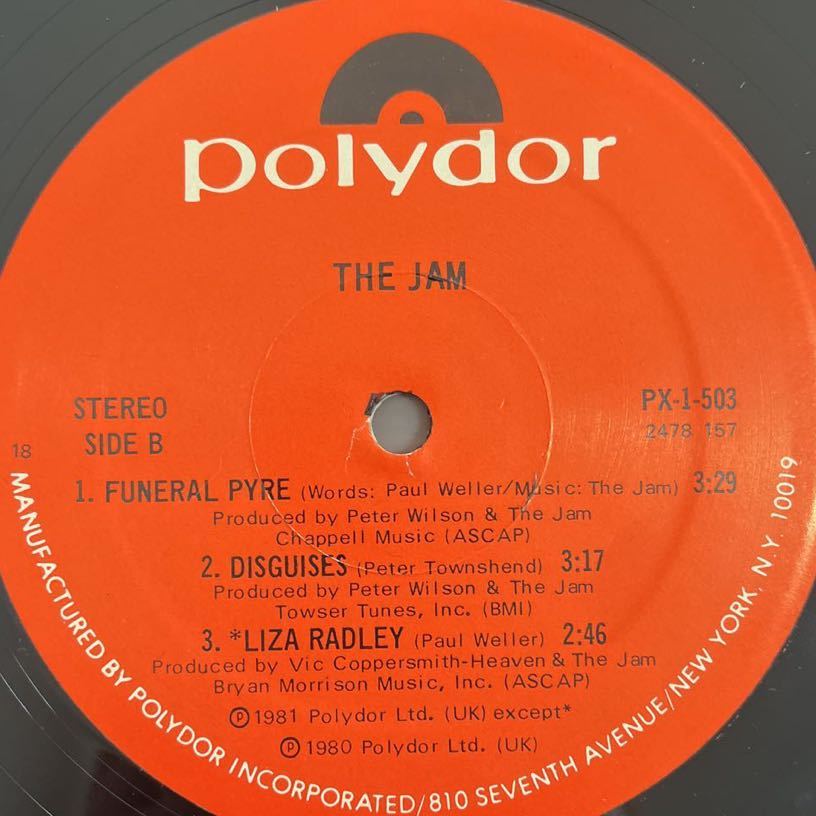 polydor
THE JAM
STEREO
SIDE B
PX-1-503
2478 157
18
1. FUNERAL PYRE (Words: Paul Weller/Music: The Jam) 3:29
Produced by Peter Wilson & The Jam
Chappell Music (ASCAP)
2. DISGUISES (Peter Townshend) 3:17
Produced by Peter Wilson & The Jam
Towser Tunes, Inc. (BMI)
3. *LIZA RADLEY (Paul Weller) 2:46
Produced by Vic Coppersmith-Heaven & The Jam
Bryan Morrison Music, Inc. (ASCAP)
℗ 1981 Polydor Ltd. (UK) except*
℗ 1980 Polydor Ltd. (UK)
MANUFACTURED BY POLYDOR INCORPORATED/810 SEVENTH AVENUE/NEW YORK, N.Y. 10019